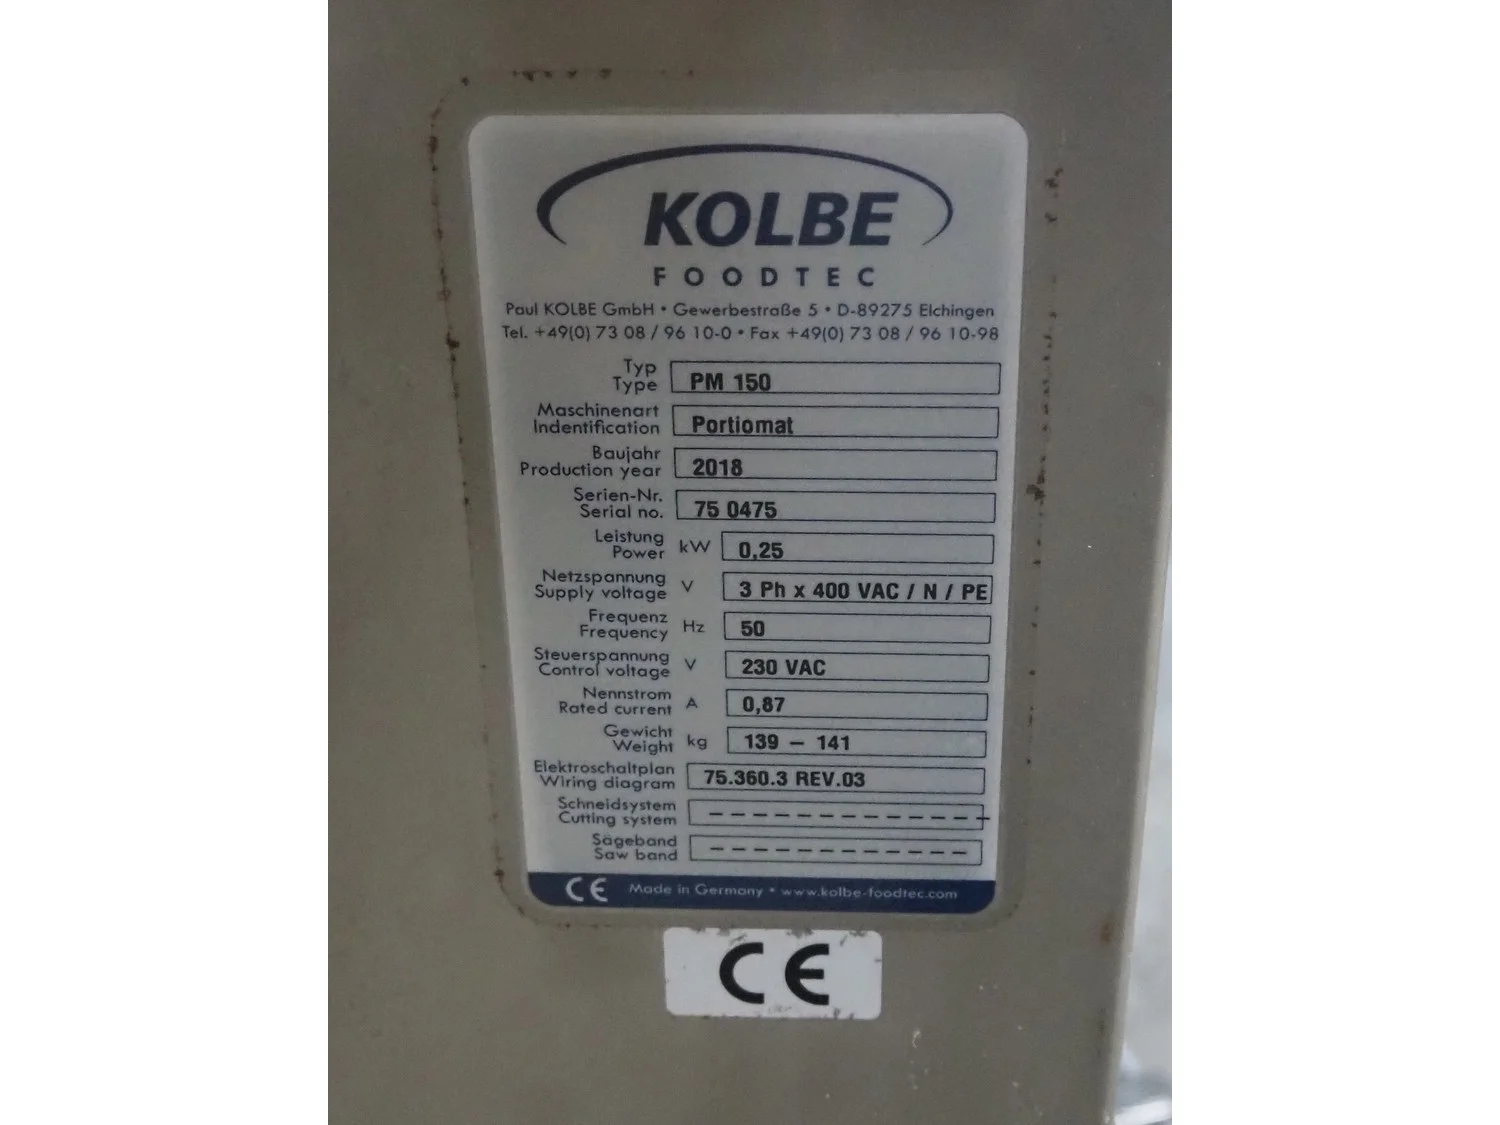 KOLBE
FOODTEC
Paul KOLBE GmbH • Gewerbestraße 5 • D-89275 Elchingen
Tel. +49(0) 73 08 / 96 10-0 • Fax +49(0) 73 08 / 96 10-98
Typ
Type PM 150
Maschinenart
Indentification Portiomat
Baujahr
Production year 2018
Serien-Nr.
Serial no. 75 0475
Leistung
Power kW 0,25
Netzspannung
Supply voltage V 3 Ph x 400 VAC / N / PE
Frequenz
Frequency Hz 50
Steuerspannung
Control voltage V 230 VAC
Nennstrom
Rated current A 0,87
Gewicht
Weight kg 139 – 141
Elektroschaltplan
Wiring diagram 75.360.3 REV.03
Schneidsystem
Cutting system – – – – – – – – – – – – –
Sägeband
Saw band – – – – – – – – – – – –
CE Made in Germany • www.kolbe-foodtec.com
CE